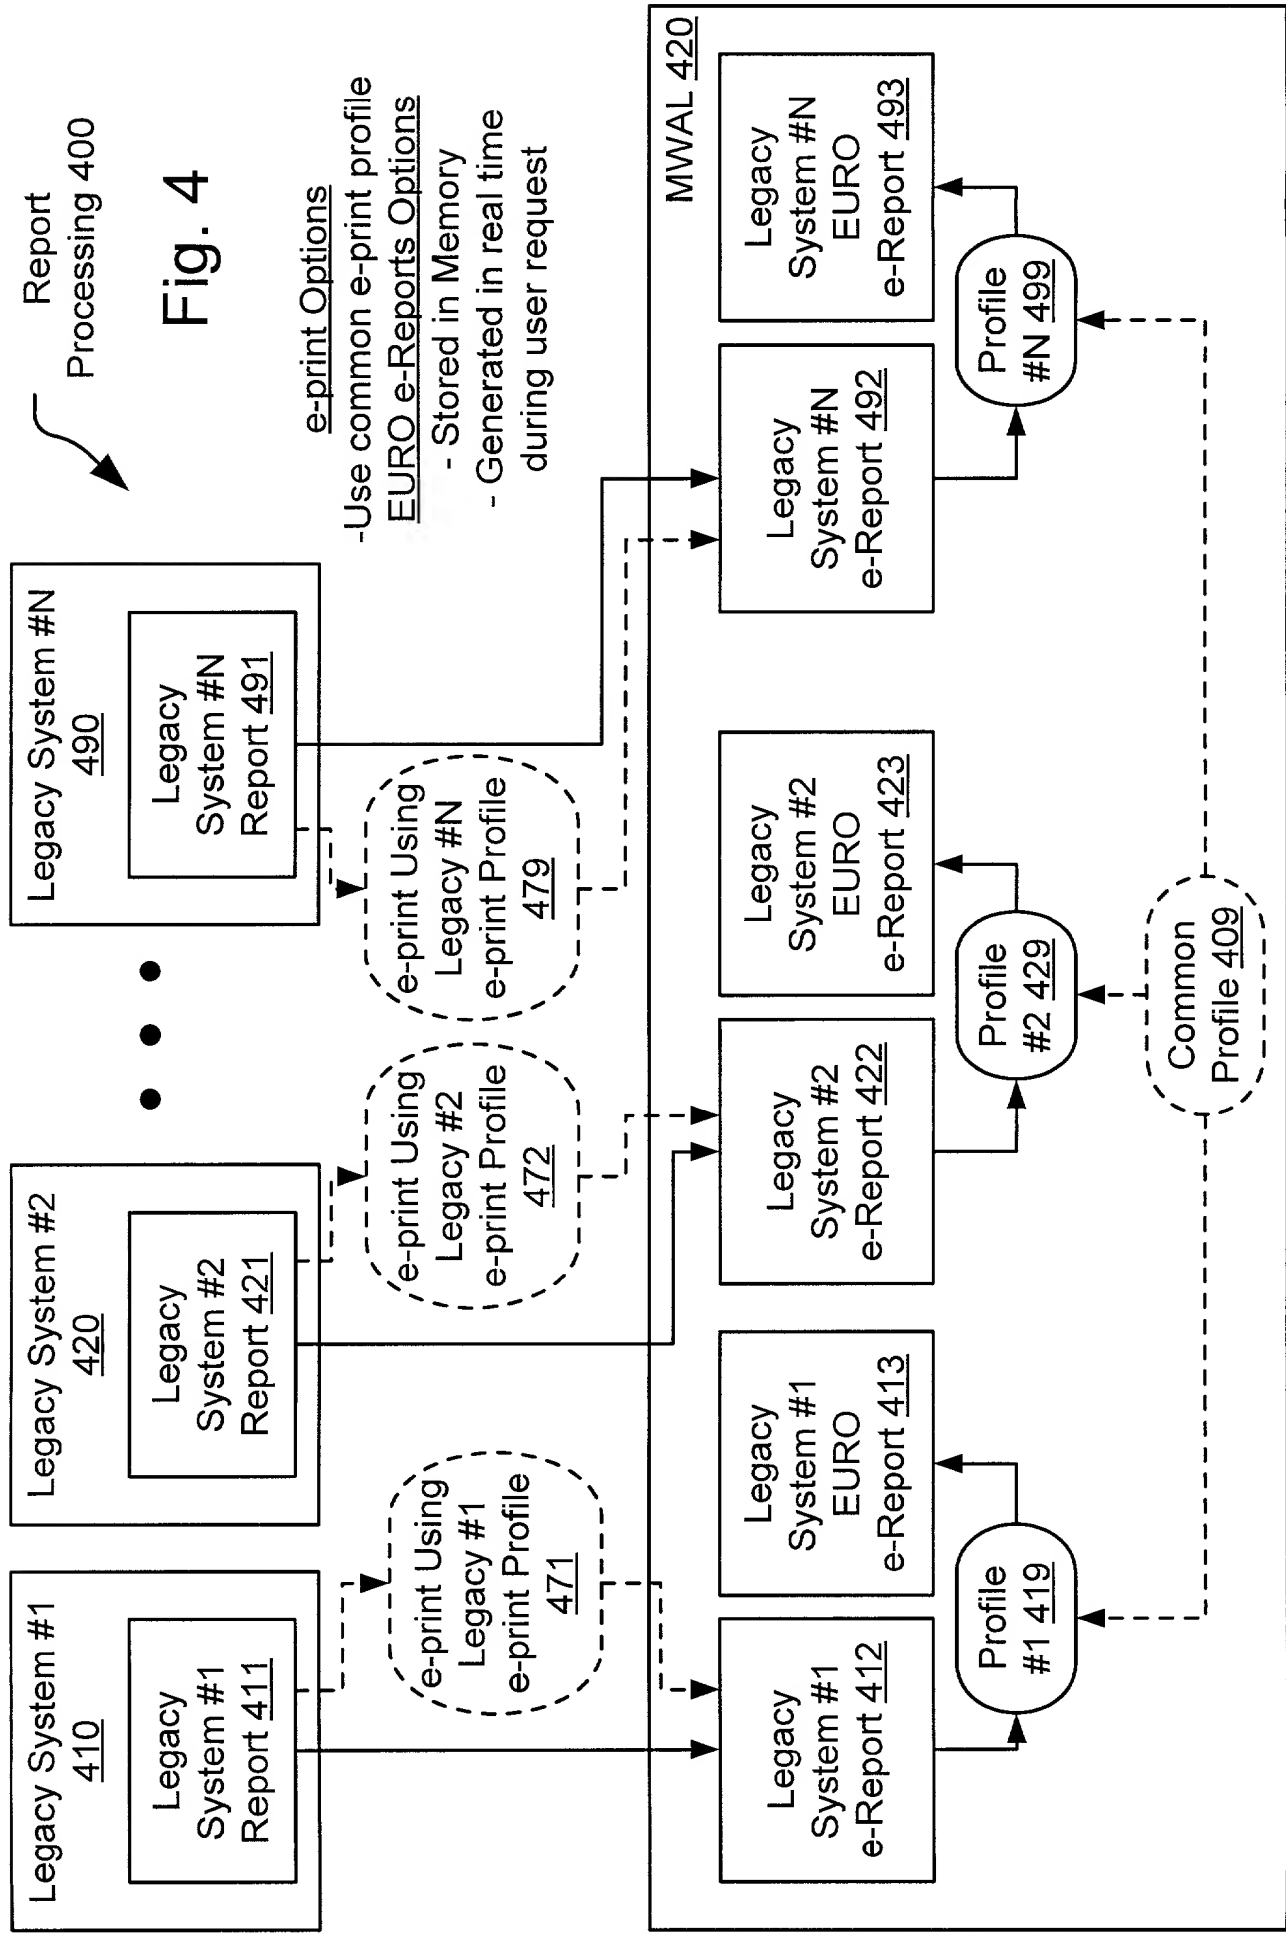 Report
Processing 400
Fig. 4
e-print Options
-Use common e-print profile
EURO e-Reports Options
- Stored in Memory
- Generated in real time
during user request
Legacy System #1
410
Legacy
System #1
Report 411
Legacy System #2
420
Legacy
System #2
Report 421
Legacy System #N
490
Legacy
System #N
Report 491
e-print Using
Legacy #1
e-print Profile
471
e-print Using
Legacy #2
e-print Profile
472
e-print Using
Legacy #N
e-print Profile
479
MWAL 420
Legacy
System #1
e-Report 412
Legacy
System #1
EURO
e-Report 413
Legacy
System #2
e-Report 422
Legacy
System #2
EURO
e-Report 423
Legacy
System #N
e-Report 492
Legacy
System #N
EURO
e-Report 493
Profile
#1 419
Profile
#2 429
Profile
#N 499
Common
Profile 409